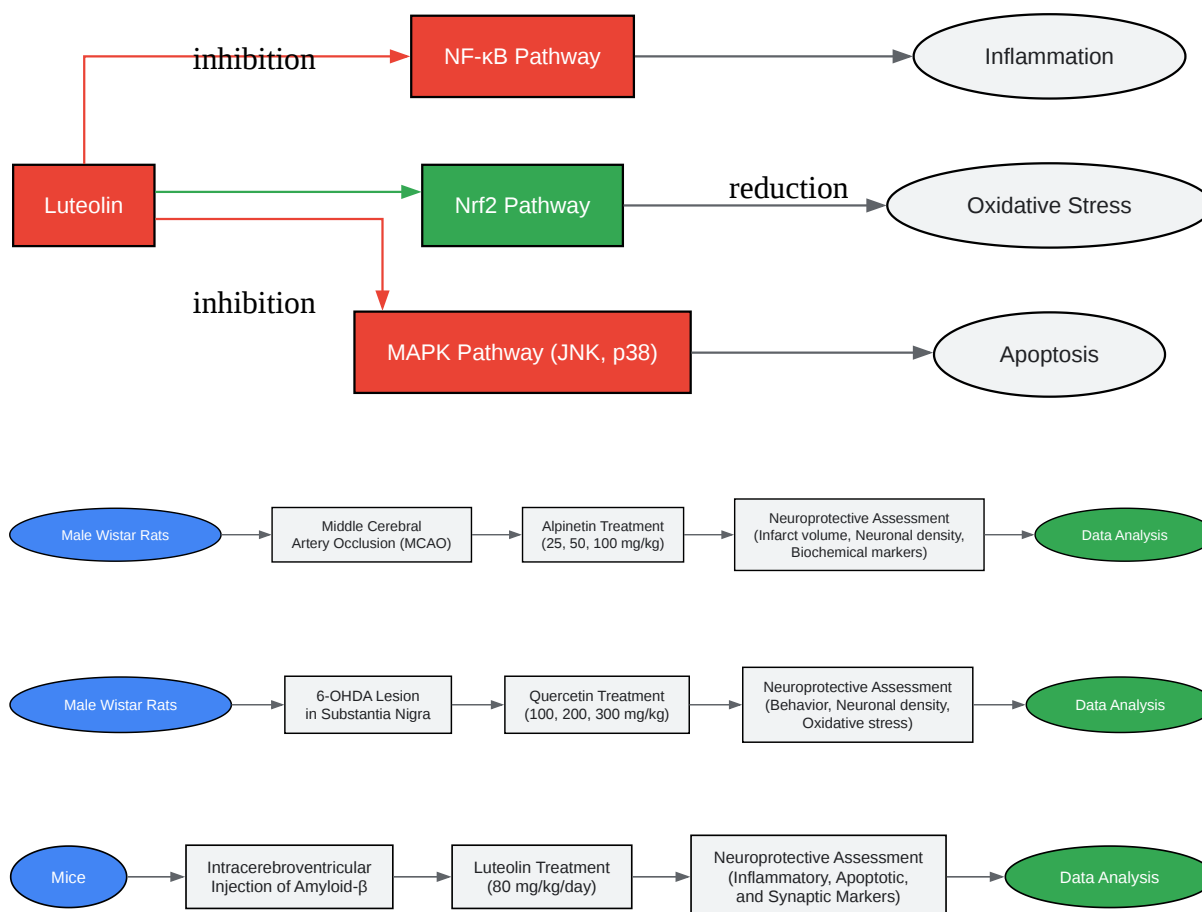 inhibition
NF-κB Pathway
Inflammation
Luteolin
Nrf2 Pathway
reduction
Oxidative Stress
inhibition
MAPK Pathway (JNK, p38)
Apoptosis
Male Wistar Rats
Middle Cerebral
Artery Occlusion (MCAO)
Alpinetin Treatment
(25, 50, 100 mg/kg)
Neuroprotective Assessment
(Infarct volume, Neuronal density,
Biochemical markers)
Data Analysis
Male Wistar Rats
6-OHDA Lesion
in Substantia Nigra
Quercetin Treatment
(100, 200, 300 mg/kg)
Neuroprotective Assessment
(Behavior, Neuronal density,
Oxidative stress)
Data Analysis
Mice
Intracerebroventricular
Injection of Amyloid-β
Luteolin Treatment
(80 mg/kg/day)
Neuroprotective Assessment
(Inflammatory, Apoptotic,
and Synaptic Markers)
Data Analysis